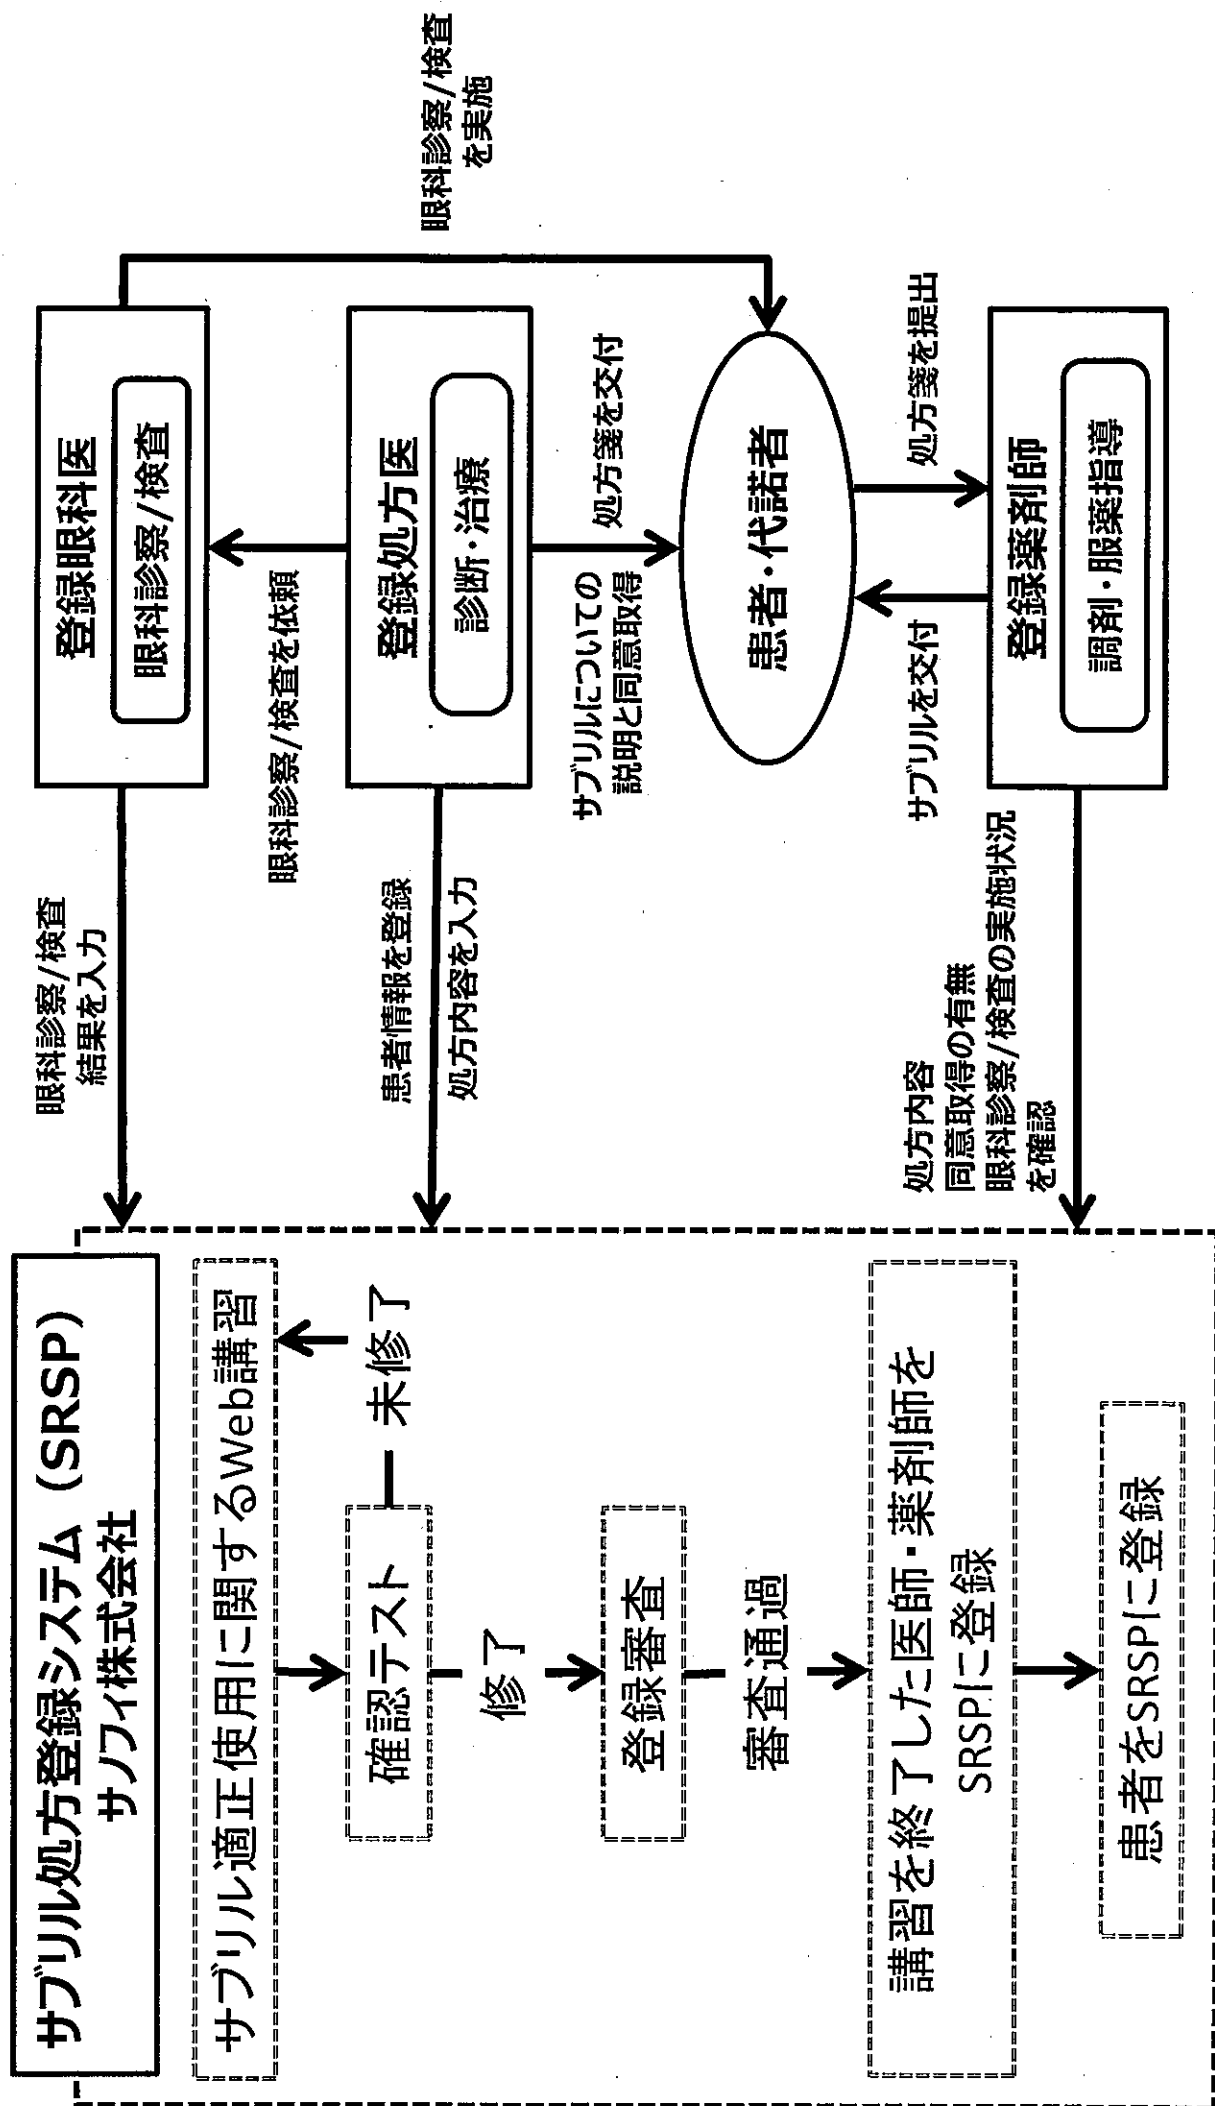 サブリル処方登録システム（SRSP）
サノフィ株式会社
サブリル適正使用に関するWeb講習
確認テスト
未修了
修了
登録審査
審査通過
講習を終了した医師・薬剤師を
SRSPに登録
患者をSRSPに登録
眼科診察/検査
結果を入力
患者情報を登録
処方内容を入力
処方内容
同意取得の有無
眼科診察/検査の実施状況
を確認
登録眼科医
眼科診察/検査
眼科診察/検査を依頼
登録処方医
診断・治療
サブリルについての
説明と同意取得
処方箋を交付
患者・代諾者
サブリルを交付
処方箋を提出
登録薬剤師
調剤・服薬指導
眼科診察/検査
を実施